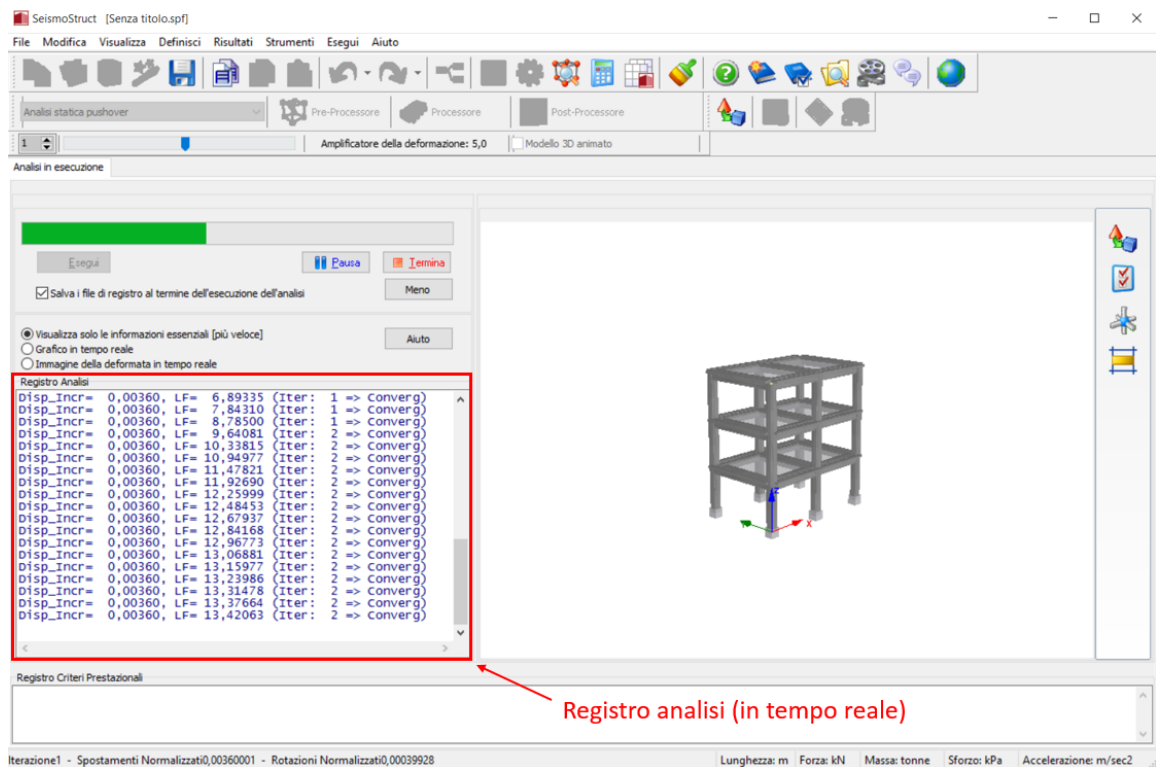 SeismoStruct [Senza titolo.spf]
File Modifica Visualizza Definisci Risultati Strumenti Esegui Aiuto
Analisi statica pushover
Pre-Processore
Processore
Post-Processore
1
Amplificatore della deformazione: 5,0
Modello 3D animato
Analisi in esecuzione
Esegui
Pausa
Termina
Salva i file di registro al termine dell'esecuzione dell'analisi
Meno
Visualizza solo le informazioni essenziali [più veloce]
Aiuto
Grafico in tempo reale
Immagine della deformata in tempo reale
Registro Analisi
Disp_Incr= 0,00360, LF= 6,89335 (Iter: 1 => Converg)
Disp_Incr= 0,00360, LF= 7,84310 (Iter: 1 => Converg)
Disp_Incr= 0,00360, LF= 8,78500 (Iter: 1 => Converg)
Disp_Incr= 0,00360, LF= 9,64081 (Iter: 2 => Converg)
Disp_Incr= 0,00360, LF= 10,33815 (Iter: 2 => Converg)
Disp_Incr= 0,00360, LF= 10,94977 (Iter: 2 => Converg)
Disp_Incr= 0,00360, LF= 11,47821 (Iter: 2 => Converg)
Disp_Incr= 0,00360, LF= 11,92690 (Iter: 2 => Converg)
Disp_Incr= 0,00360, LF= 12,25999 (Iter: 2 => Converg)
Disp_Incr= 0,00360, LF= 12,48453 (Iter: 2 => Converg)
Disp_Incr= 0,00360, LF= 12,67937 (Iter: 2 => Converg)
Disp_Incr= 0,00360, LF= 12,84168 (Iter: 2 => Converg)
Disp_Incr= 0,00360, LF= 12,96773 (Iter: 2 => Converg)
Disp_Incr= 0,00360, LF= 13,06881 (Iter: 2 => Converg)
Disp_Incr= 0,00360, LF= 13,15977 (Iter: 2 => Converg)
Disp_Incr= 0,00360, LF= 13,23986 (Iter: 2 => Converg)
Disp_Incr= 0,00360, LF= 13,31478 (Iter: 2 => Converg)
Disp_Incr= 0,00360, LF= 13,37664 (Iter: 2 => Converg)
Disp_Incr= 0,00360, LF= 13,42063 (Iter: 2 => Converg)
z
X
Registro Criteri Prestazionali
Registro analisi (in tempo reale)
Iterazione1 - Spostamenti Normalizzati0,00360001 - Rotazioni Normalizzati0,00039928
Lunghezza: m Forza: kN Massa: tonne Sforzo: kPa Accelerazione: m/sec2